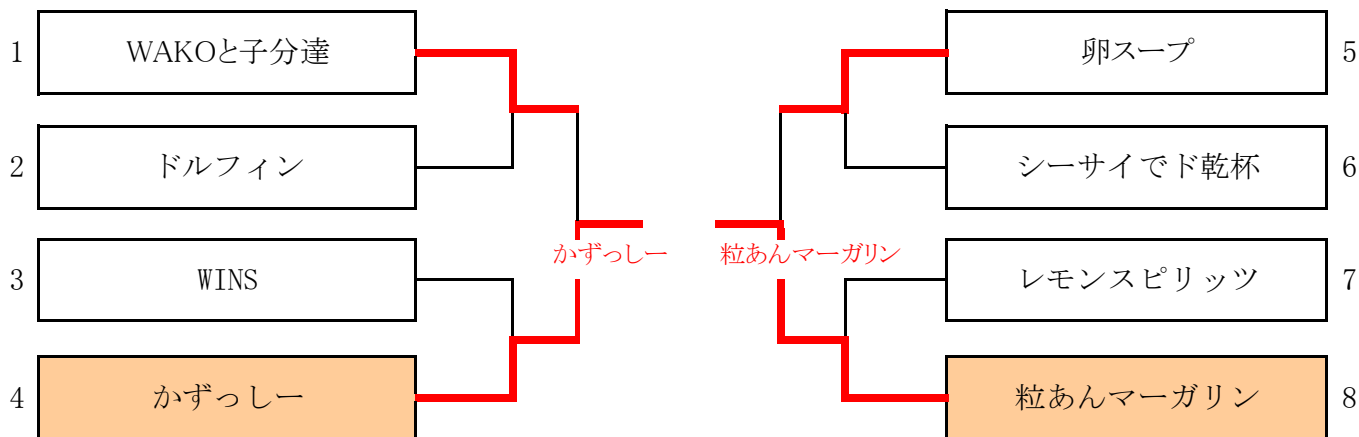 1 WAKOと子分達
卵スープ 5
2 ドルフィン
シーサイでド乾杯 6
かずっしー
粒あんマーガリン
3 WINS
レモンスピリッツ 7
4 かずっしー
粒あんマーガリン 8